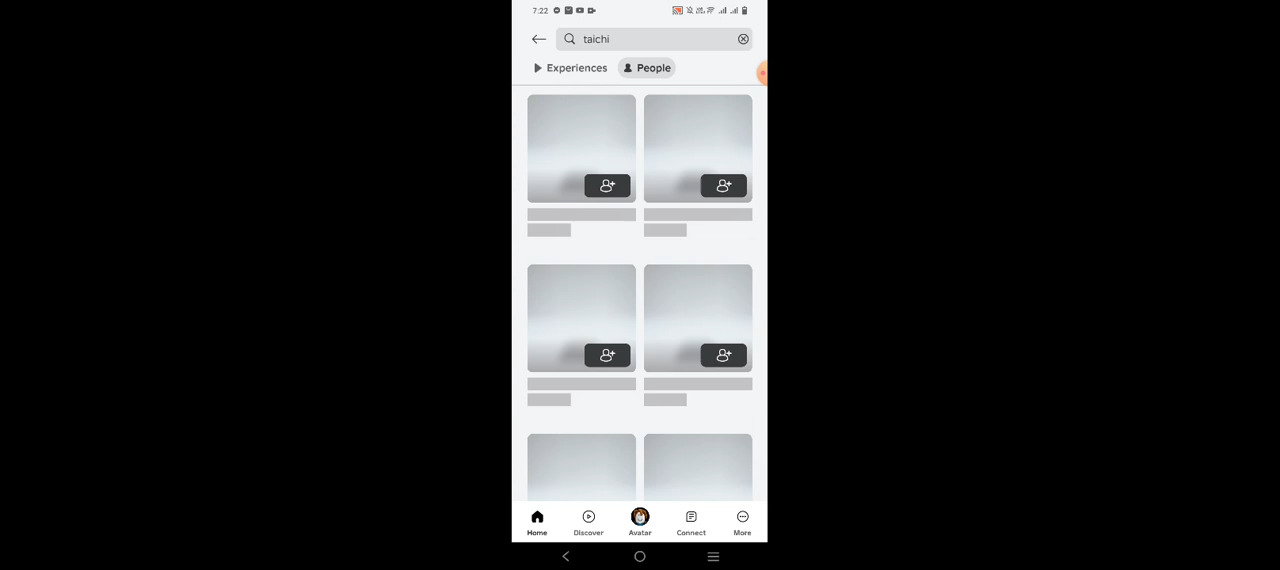 7:22
taichi
Experiences
People
Home
Discover
Avatar
Connect
More